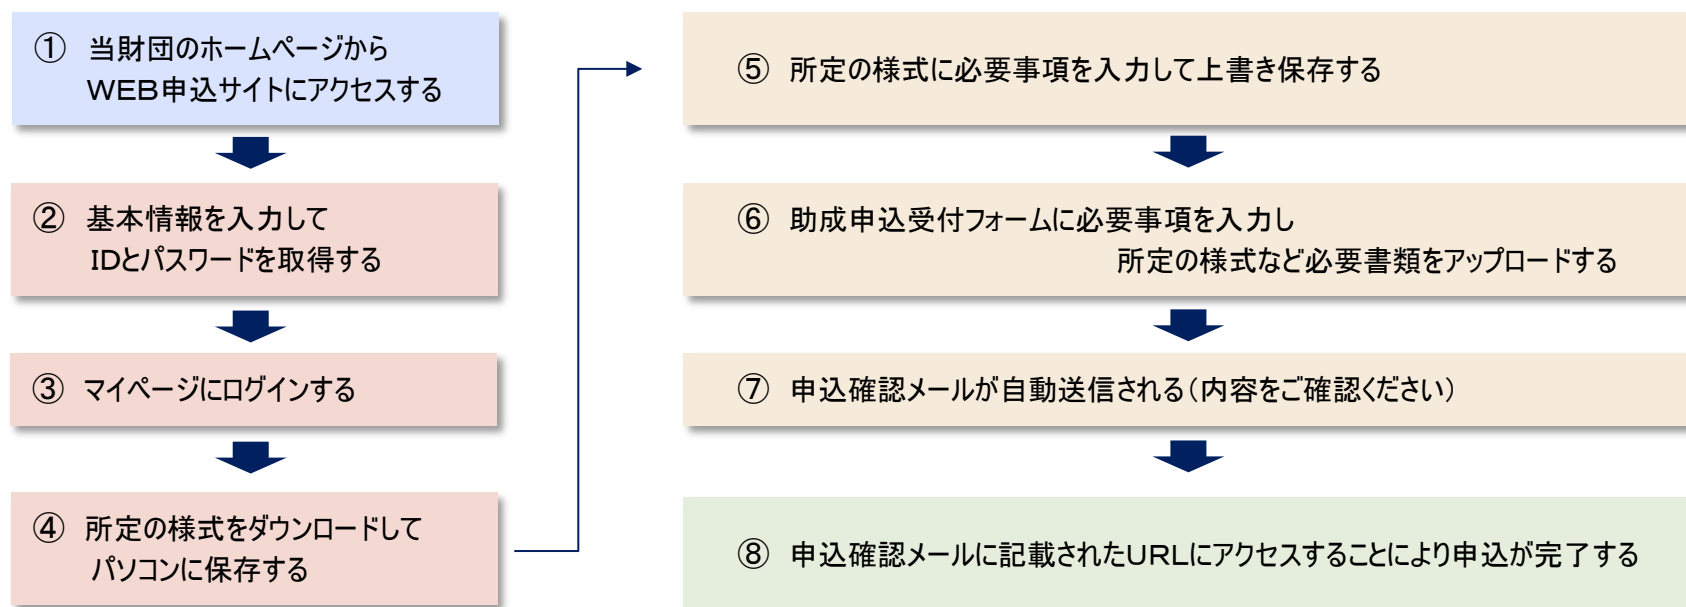 ① 当財団のホームページから
WEB申込サイトにアクセスする
② 基本情報を入力して
IDとパスワードを取得する
③ マイページにログインする
④ 所定の様式をダウンロードして
パソコンに保存する
⑤ 所定の様式に必要事項を入力して上書き保存する
⑥ 助成申込受付フォームに必要事項を入力し
所定の様式など必要書類をアップロードする
⑦ 申込確認メールが自動送信される（内容をご確認ください）
⑧ 申込確認メールに記載されたURLにアクセスすることにより申込が完了する